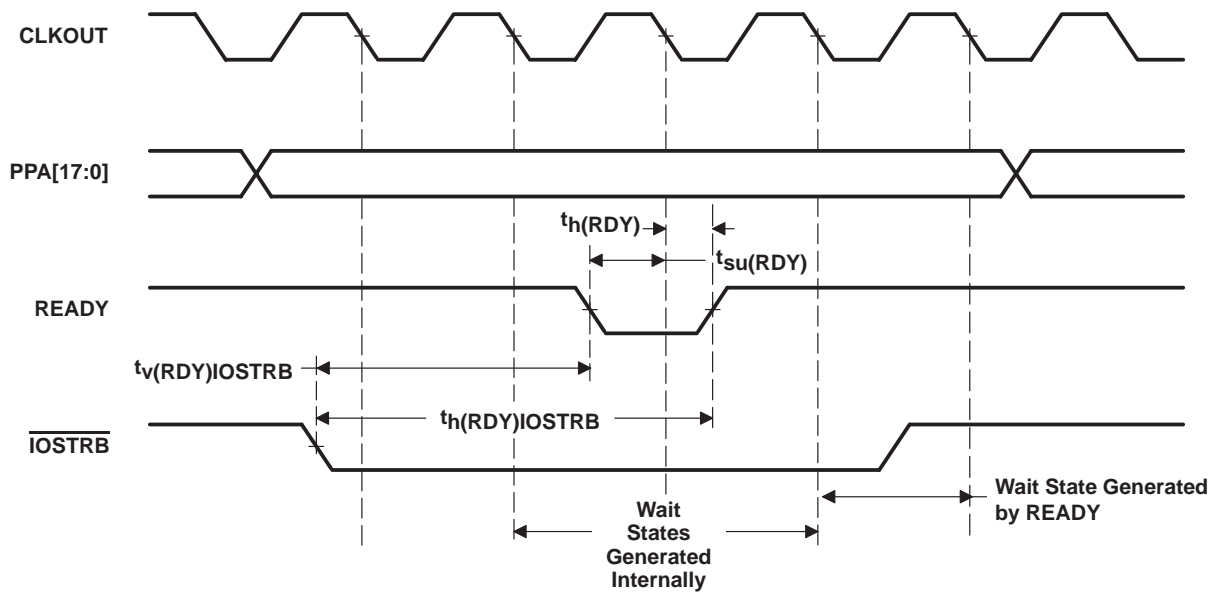 CLKOUT
PPA[17:0]
th(RDY)
tsu(RDY)
READY
tv(RDY)IOSTRB
th(RDY)IOSTRB
IOSTRB
Wait
States
Generated
Internally
Wait State Generated
by READY